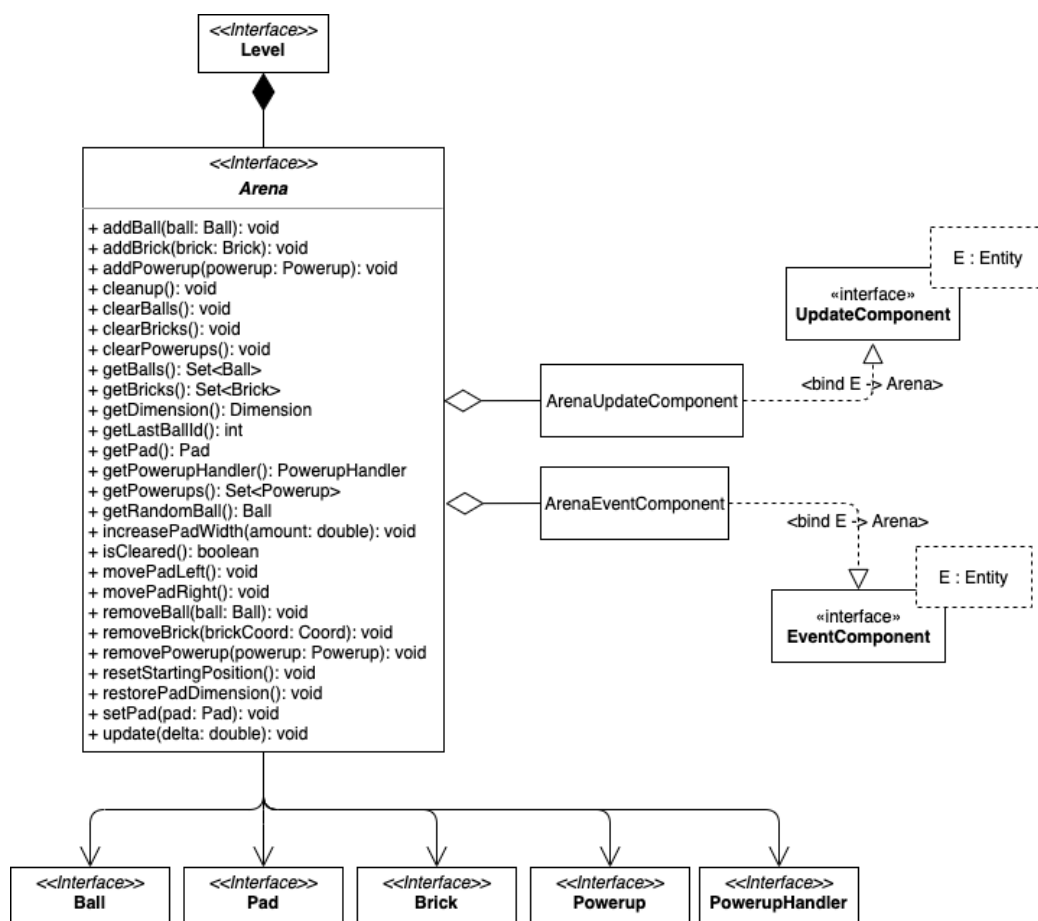 <<Interface>>
Level
<<Interface>>
Arena
+ addBall(ball: Ball): void
+ addBrick(brick: Brick): void
+ addPowerup(powerup: Powerup): void
+ cleanup(): void
+ clearBalls(): void
+ clearBricks(): void
+ clearPowerups(): void
+ getBalls(): Set<Ball>
+ getBricks(): Set<Brick>
+ getDimension(): Dimension
+ getLastBallId(): int
+ getPad(): Pad
+ getPowerupHandler(): PowerupHandler
+ getPowerups(): Set<Powerup>
+ getRandomBall(): Ball
+ increasePadWidth(amount: double): void
+ isCleared(): boolean
+ movePadLeft(): void
+ movePadRight(): void
+ removeBall(ball: Ball): void
+ removeBrick(brickCoord: Coord): void
+ removePowerup(powerup: Powerup): void
+ resetStartingPosition(): void
+ restorePadDimension(): void
+ setPad(pad: Pad): void
+ update(delta: double): void
E : Entity
«interface»
UpdateComponent
<bind E -> Arena>
ArenaUpdateComponent
ArenaEventComponent
<bind E -> Arena>
E : Entity
«interface»
EventComponent
<<Interface>>
Ball
<<Interface>>
Pad
<<Interface>>
Brick
<<Interface>>
Powerup
<<Interface>>
PowerupHandler